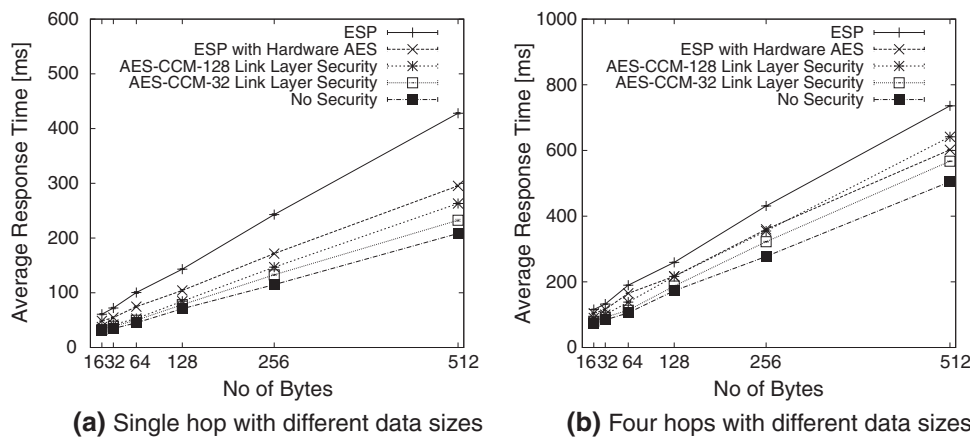 600
500
400
300
200
100
0
Average Response Time [ms]
ESP
ESP with Hardware AES
AES-CCM-128 Link Layer Security
AES-CCM-32 Link Layer Security
No Security
16 32 64 128 256 512
No of Bytes
(a) Single hop with different data sizes
1000
800
600
400
200
0
Average Response Time [ms]
ESP
ESP with Hardware AES
AES-CCM-128 Link Layer Security
AES-CCM-32 Link Layer Security
No Security
16 32 64 128 256 512
No of Bytes
(b) Four hops with different data sizes